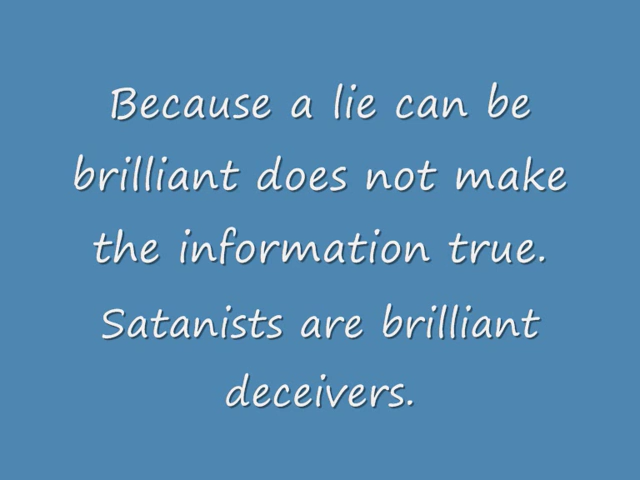 Because a lie can be
brilliant does not make
the information true.
Satanists are brilliant
deceivers.